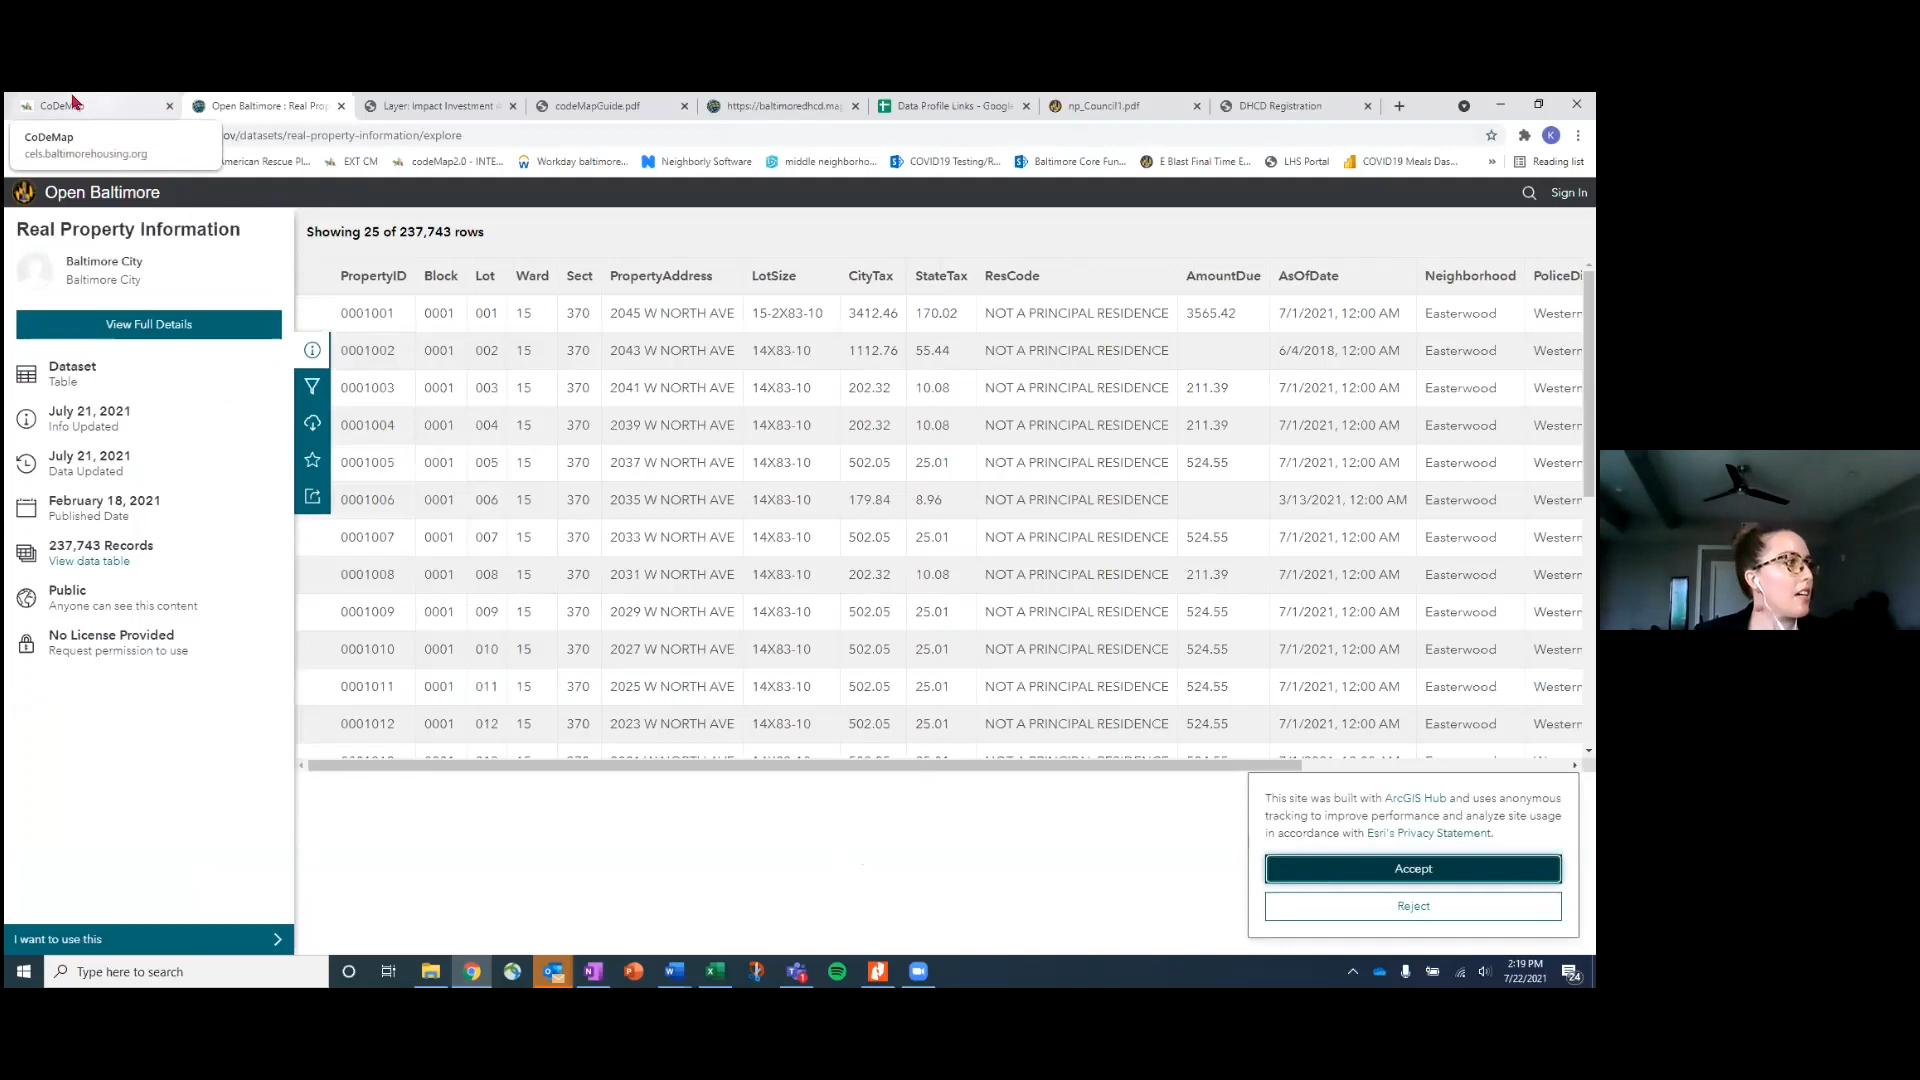 CoDeMap
Open Baltimore : Real Prop
Layer: Impact Investment
codeMapGuide.pdf
https://baltimoredhcd.ma
Data Profile Links - Google
np_Council1.pdf
DHCD Registration
CoDeMap
cels.baltimorehousing.org
ov/datasets/real-property-information/explore
K
American Rescue Pl...
EXT CM
codeMap2.0 - INTE...
Workday baltimore...
Neighborly Software
middle neighborho...
COVID19 Testing/R...
Baltimore Core Fun...
E Blast Final Time E...
LHS Portal
COVID19 Meals Das...
»
Reading list
Open Baltimore
Sign In
Real Property Information
Baltimore City
Baltimore City
View Full Details
Dataset
Table
July 21, 2021
Info Updated
July 21, 2021
Data Updated
February 18, 2021
Published Date
237,743 Records
View data table
Public
Anyone can see this content
No License Provided
Request permission to use
I want to use this
Showing 25 of 237,743 rows
PropertyID Block Lot Ward Sect PropertyAddress LotSize CityTax StateTax ResCode AmountDue AsOfDate Neighborhood PoliceDi
0001001 0001 001 15 370 2045 W NORTH AVE 15-2X83-10 3412.46 170.02 NOT A PRINCIPAL RESIDENCE 3565.42 7/1/2021, 12:00 AM Easterwood Western
0001002 0001 002 15 370 2043 W NORTH AVE 14X83-10 1112.76 55.44 NOT A PRINCIPAL RESIDENCE 6/4/2018, 12:00 AM Easterwood Western
0001003 0001 003 15 370 2041 W NORTH AVE 14X83-10 202.32 10.08 NOT A PRINCIPAL RESIDENCE 211.39 7/1/2021, 12:00 AM Easterwood Western
0001004 0001 004 15 370 2039 W NORTH AVE 14X83-10 202.32 10.08 NOT A PRINCIPAL RESIDENCE 211.39 7/1/2021, 12:00 AM Easterwood Western
0001005 0001 005 15 370 2037 W NORTH AVE 14X83-10 502.05 25.01 NOT A PRINCIPAL RESIDENCE 524.55 7/1/2021, 12:00 AM Easterwood Western
0001006 0001 006 15 370 2035 W NORTH AVE 14X83-10 179.84 8.96 NOT A PRINCIPAL RESIDENCE 3/13/2021, 12:00 AM Easterwood Western
0001007 0001 007 15 370 2033 W NORTH AVE 14X83-10 502.05 25.01 NOT A PRINCIPAL RESIDENCE 524.55 7/1/2021, 12:00 AM Easterwood Western
0001008 0001 008 15 370 2031 W NORTH AVE 14X83-10 202.32 10.08 NOT A PRINCIPAL RESIDENCE 211.39 7/1/2021, 12:00 AM Easterwood Western
0001009 0001 009 15 370 2029 W NORTH AVE 14X83-10 502.05 25.01 NOT A PRINCIPAL RESIDENCE 524.55 7/1/2021, 12:00 AM Easterwood Western
0001010 0001 010 15 370 2027 W NORTH AVE 14X83-10 502.05 25.01 NOT A PRINCIPAL RESIDENCE 524.55 7/1/2021, 12:00 AM Easterwood Western
0001011 0001 011 15 370 2025 W NORTH AVE 14X83-10 502.05 25.01 NOT A PRINCIPAL RESIDENCE 524.55 7/1/2021, 12:00 AM Easterwood Western
0001012 0001 012 15 370 2023 W NORTH AVE 14X83-10 502.05 25.01 NOT A PRINCIPAL RESIDENCE 524.55 7/1/2021, 12:00 AM Easterwood Western
This site was built with ArcGIS Hub and uses anonymous
tracking to improve performance and analyze site usage
in accordance with Esri's Privacy Statement.
Accept
Reject
Type here to search
2:19 PM
7/22/2021
24